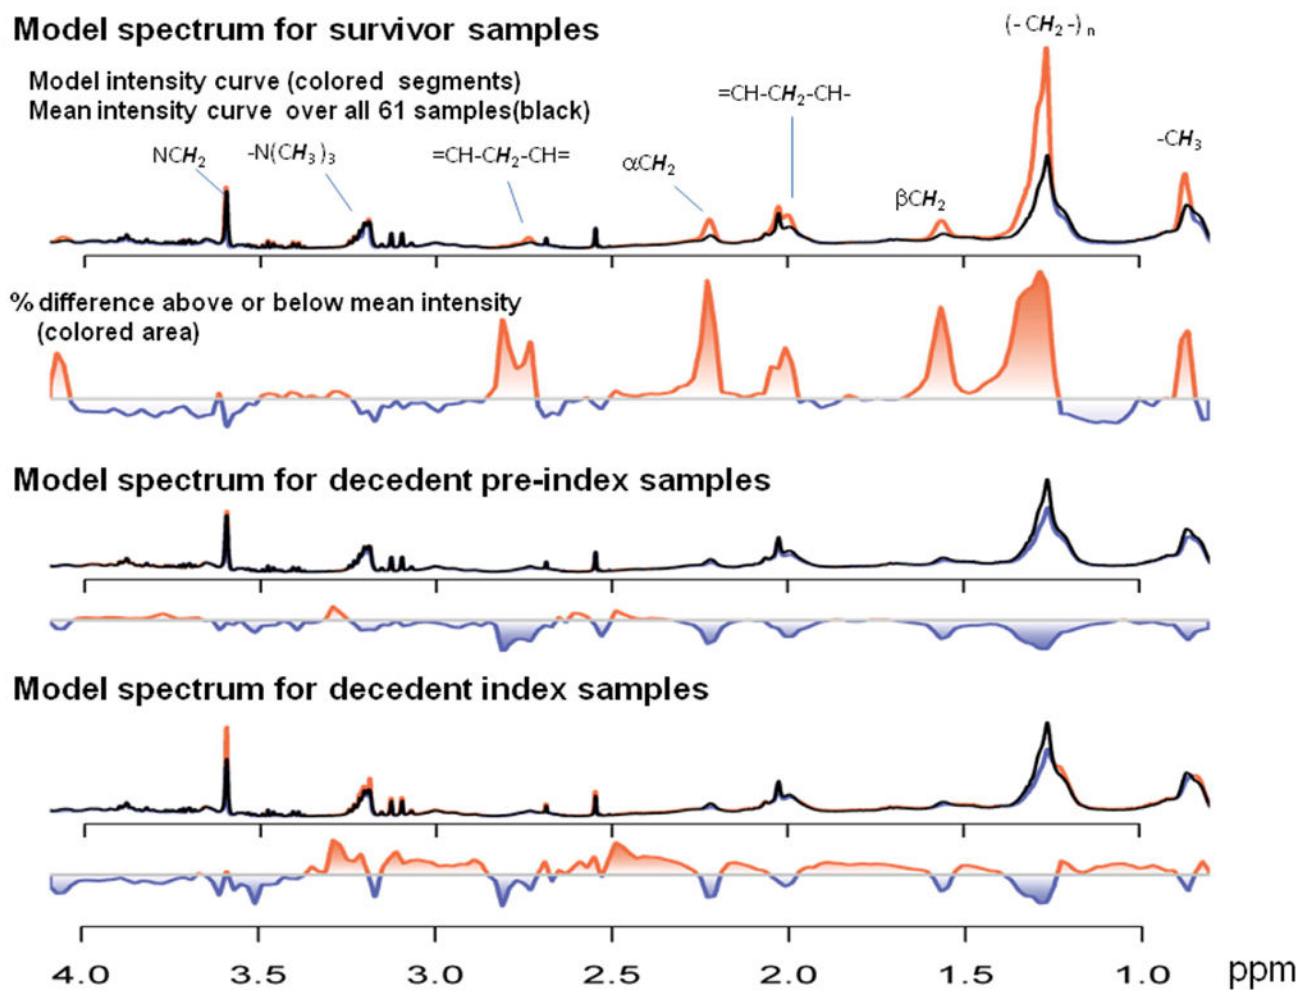 Model spectrum for survivor samples
(- CH₂ -)ₙ
Model intensity curve (colored segments)
Mean intensity curve over all 61 samples(black)
=CH-CH₂-CH-
NCH₂
-N(CH₃)₃
=CH-CH₂-CH=
αCH₂
βCH₂
-CH₃
% difference above or below mean intensity
(colored area)
Model spectrum for decedent pre-index samples
Model spectrum for decedent index samples
4.0 3.5 3.0 2.5 2.0 1.5 1.0 ppm